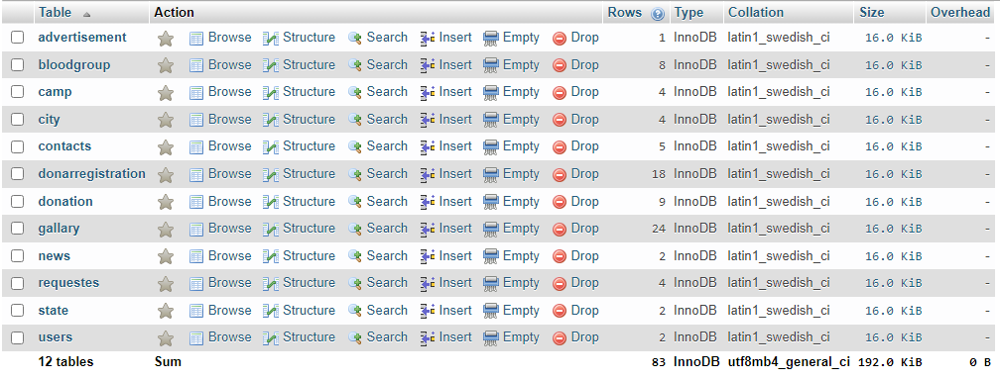 Table Action Rows Type Collation Size Overhead
advertisement Browse Structure Search Insert Empty Drop 1 InnoDB latin1_swedish_ci 16.0 KiB -
bloodgroup Browse Structure Search Insert Empty Drop 8 InnoDB latin1_swedish_ci 16.0 KiB -
camp Browse Structure Search Insert Empty Drop 4 InnoDB latin1_swedish_ci 16.0 KiB -
city Browse Structure Search Insert Empty Drop 4 InnoDB latin1_swedish_ci 16.0 KiB -
contacts Browse Structure Search Insert Empty Drop 5 InnoDB latin1_swedish_ci 16.0 KiB -
donarregistration Browse Structure Search Insert Empty Drop 18 InnoDB latin1_swedish_ci 16.0 KiB -
donation Browse Structure Search Insert Empty Drop 9 InnoDB latin1_swedish_ci 16.0 KiB -
gallary Browse Structure Search Insert Empty Drop 24 InnoDB latin1_swedish_ci 16.0 KiB -
news Browse Structure Search Insert Empty Drop 2 InnoDB latin1_swedish_ci 16.0 KiB -
requestes Browse Structure Search Insert Empty Drop 4 InnoDB latin1_swedish_ci 16.0 KiB -
state Browse Structure Search Insert Empty Drop 2 InnoDB latin1_swedish_ci 16.0 KiB -
users Browse Structure Search Insert Empty Drop 2 InnoDB latin1_swedish_ci 16.0 KiB -
12 tables Sum 83 InnoDB utf8mb4_general_ci 192.0 KiB 0 B